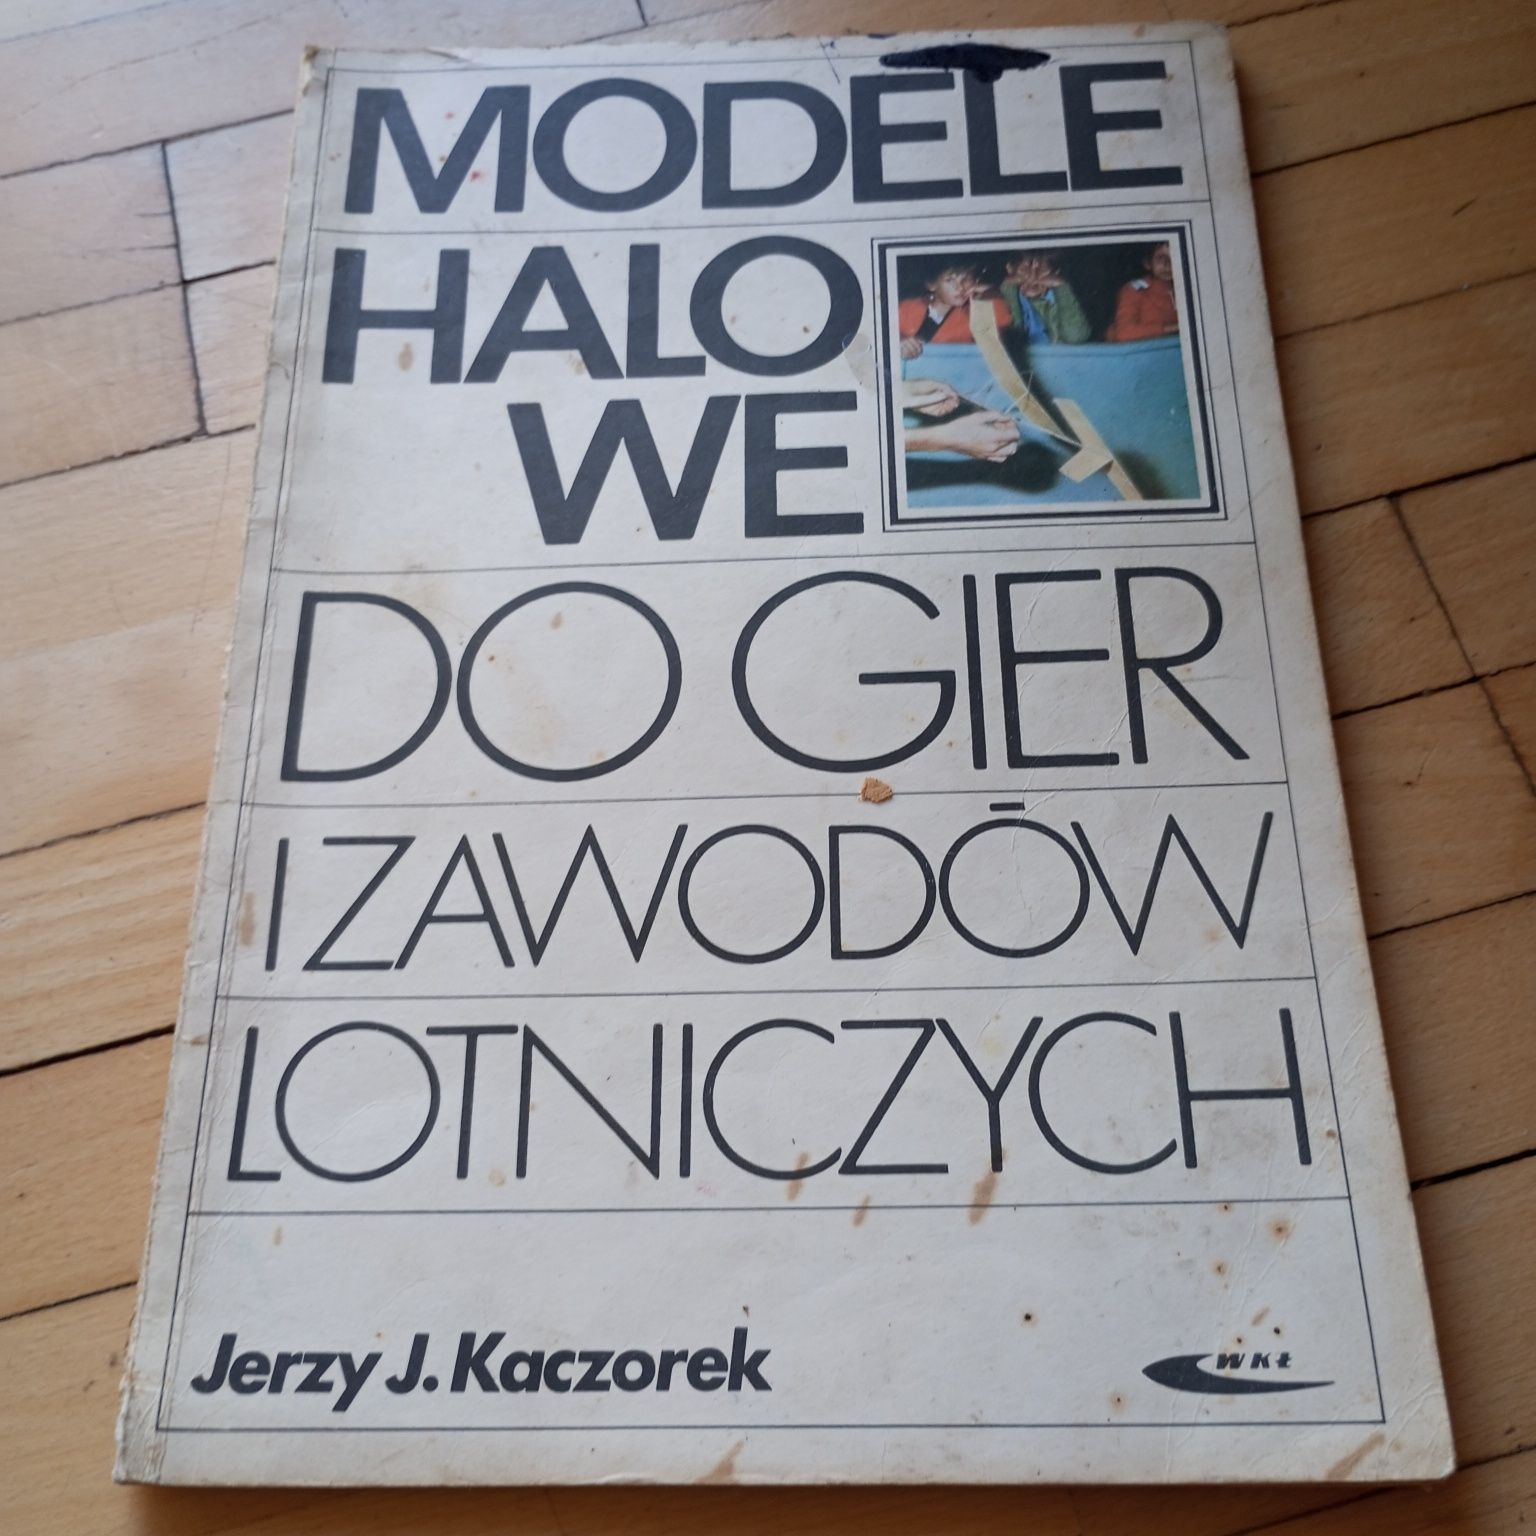 MODELE
HALO
WE
DO GIER
I ZAWODÓW
LOTNICZYCH
Jerzy J. Kaczorek
WKŁ